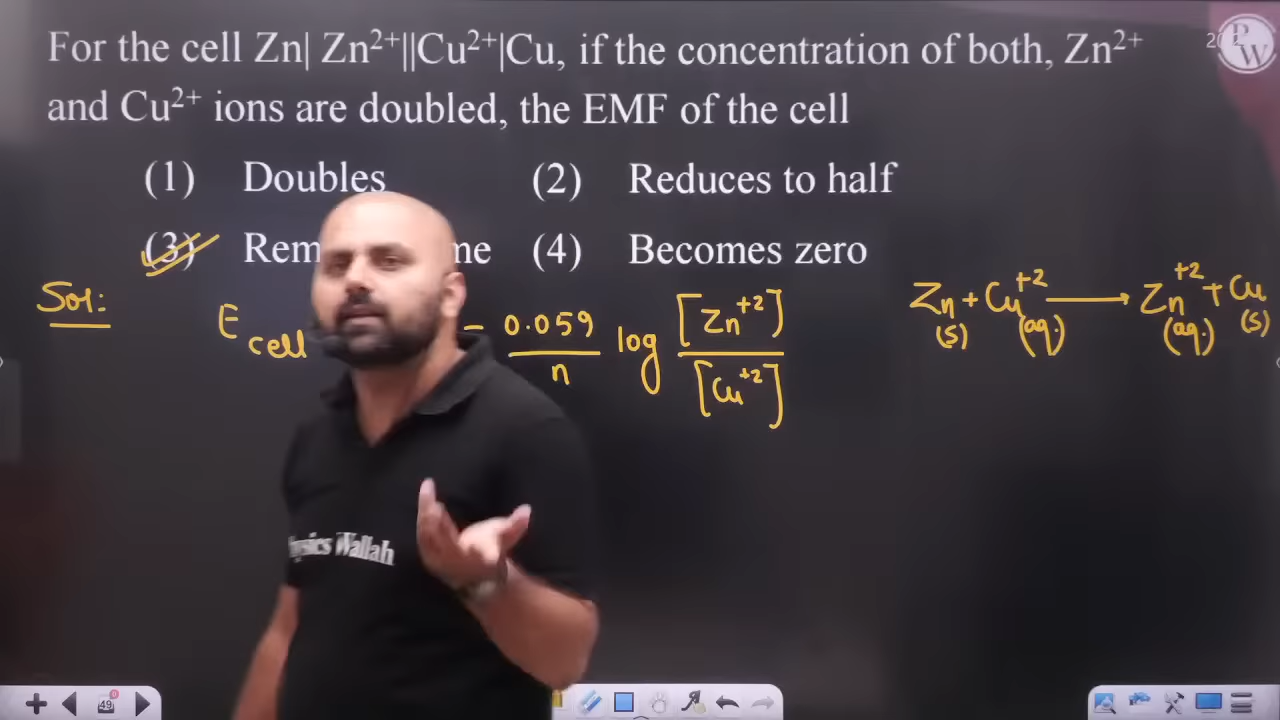 For the cell Zn| Zn²⁺||Cu²⁺|Cu, if the concentration of both, Zn²⁺
and Cu²⁺ ions are doubled, the EMF of the cell
(1) Doubles (2) Reduces to half
(3) Rem me (4) Becomes zero
Sol:
E cell - 0.059/n log [Zn⁺²]/[Cu⁺²]
Zn(s) + Cu⁺²(aq.) → Zn⁺²(aq.) + Cu(s)
PW
ysics Wallah
49